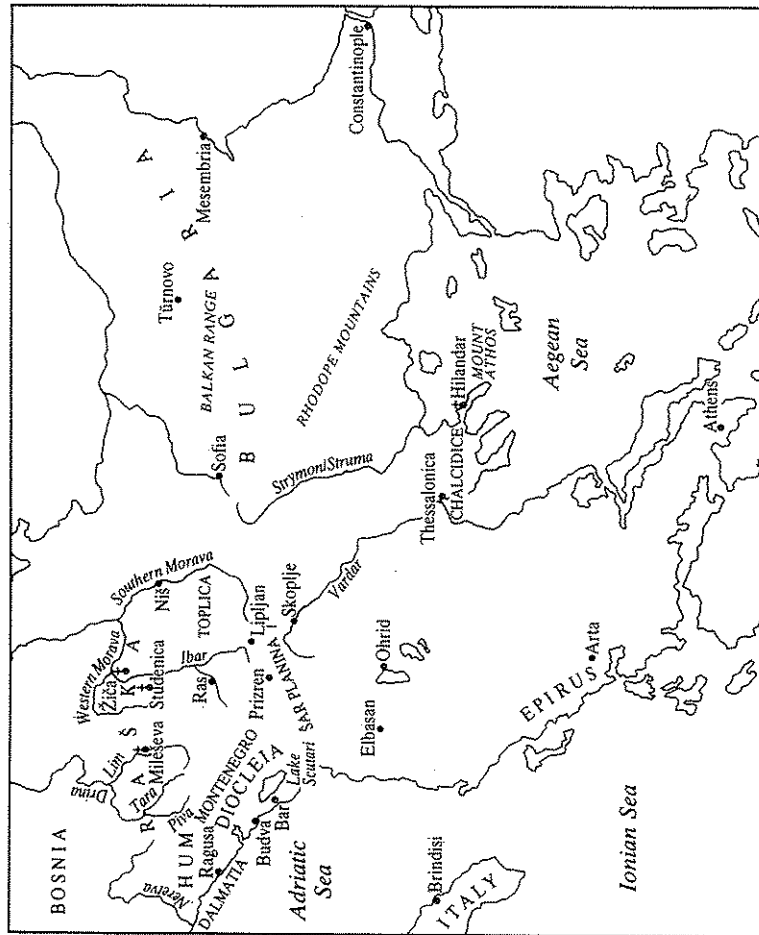 BOSNIA
Drina
Lim
Tara
Piva
Neretva
HUM
RAŠKA
Western Morava
Žiča
Studenica
Mileševa
Southern Morava
Niš
TOPLICA
Ibar
Ras
Lipljan
Prizren
Skoplje
ŠAR PLANINA
MONTENEGRO
DIOCLEIA
Lake
Scutari
Ragusa
DALMATIA
Budva
Bar
Adriatic
Sea
Brindisi
ITALY
Ionian Sea
Elbasan
Ohrid
EPIRUS
Arta
Vardar
Thessalonica
CHALCIDICE
Hilandar
MOUNT
ATHOS
Strymon/Struma
Sofia
BULGARIA
BALKAN RANGE
Tŭrnovo
Mesembria
RHODOPE MOUNTAINS
Constantinople
Aegean
Sea
Athens